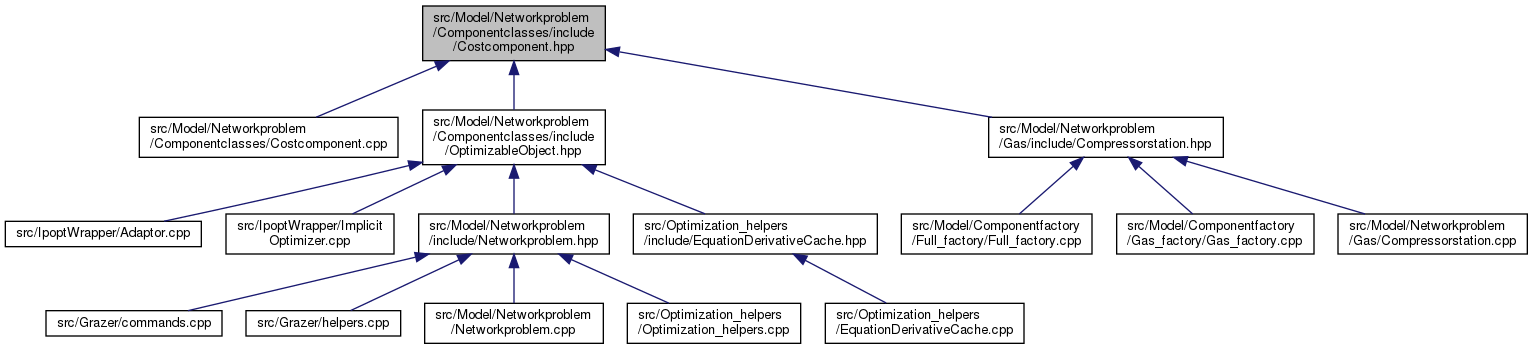 src/Model/Networkproblem
/Componentclasses/include
/Costcomponent.hpp
src/Model/Networkproblem
/Componentclasses/Costcomponent.cpp
src/Model/Networkproblem
/Componentclasses/include
/OptimizableObject.hpp
src/Model/Networkproblem
/Gas/include/Compressorstation.hpp
src/IpoptWrapper/Adaptor.cpp
src/IpoptWrapper/Implicit
Optimizer.cpp
src/Model/Networkproblem
/include/Networkproblem.hpp
src/Optimization_helpers
/include/EquationDerivativeCache.hpp
src/Model/Componentfactory
/Full_factory/Full_factory.cpp
src/Model/Componentfactory
/Gas_factory/Gas_factory.cpp
src/Model/Networkproblem
/Gas/Compressorstation.cpp
src/Grazer/commands.cpp
src/Grazer/helpers.cpp
src/Model/Networkproblem
/Networkproblem.cpp
src/Optimization_helpers
/Optimization_helpers.cpp
src/Optimization_helpers
/EquationDerivativeCache.cpp